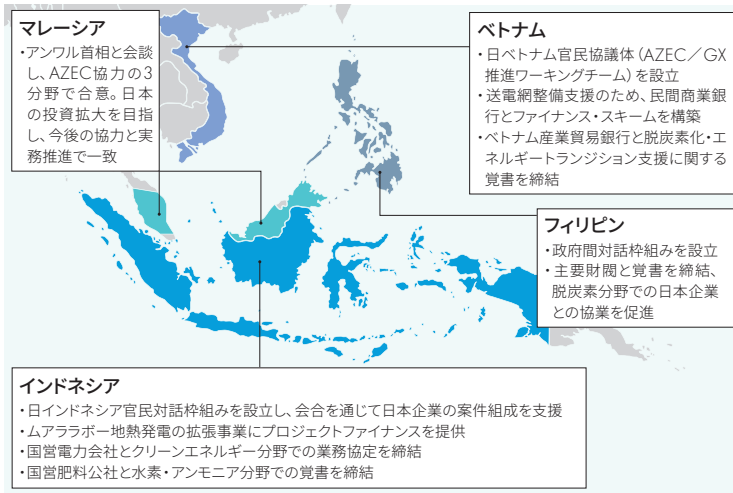 マレーシア
・アンワル首相と会談
し、AZEC協力の3
分野で合意。日本
の投資拡大を目指
し、今後の協力と実
務推進で一致
ベトナム
・日ベトナム官民協議体（AZEC／GX
推進ワーキングチーム）を設立
・送電網整備支援のため、民間商業銀
行とファイナンス・スキームを構築
・ベトナム産業貿易銀行と脱炭素化・エ
ネルギートランジション支援に関する
覚書を締結
フィリピン
・政府間対話枠組みを設立
・主要財閥と覚書を締結、
脱炭素分野での日本企業
との協業を促進
インドネシア
・日インドネシア官民対話枠組みを設立し、会合を通じて日本企業の案件組成を支援
・ムアララボー地熱発電の拡張事業にプロジェクトファイナンスを提供
・国営電力会社とクリーンエネルギー分野での業務協定を締結
・国営肥料公社と水素・アンモニア分野での覚書を締結